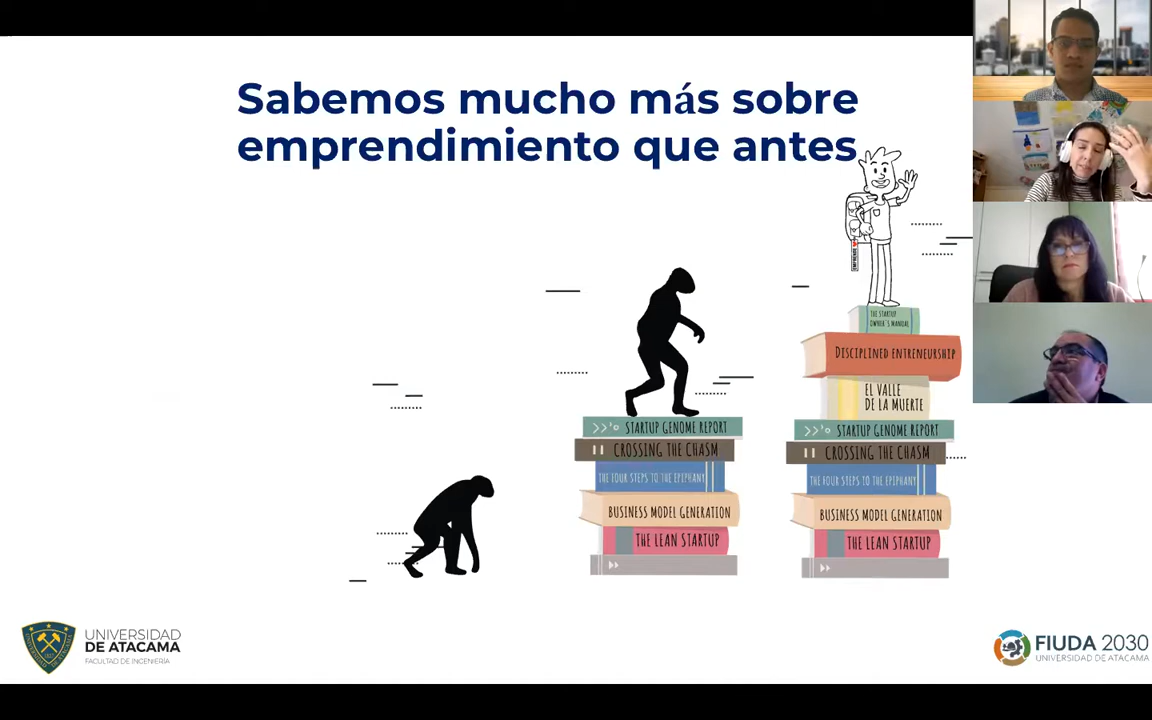 Sabemos mucho más sobre
emprendimiento que antes
EMPRENDE
THE STARTUP
OWNER'S MANUAL
DISCIPLINED ENTRENEURSHIP
EL VALLE
DE LA MUERTE
STARTUP GENOME REPORT
CROSSING THE CHASM
THE FOUR STEPS TO THE EPIPHANY
BUSINESS MODEL GENERATION
THE LEAN STARTUP
STARTUP GENOME REPORT
CROSSING THE CHASM
THE FOUR STEPS TO THE EPIPHANY
BUSINESS MODEL GENERATION
THE LEAN STARTUP
UNIVERSIDAD
DE ATACAMA
FACULTAD DE INGENIERÍA
FIUDA 2030
UNIVERSIDAD DE ATACAMA